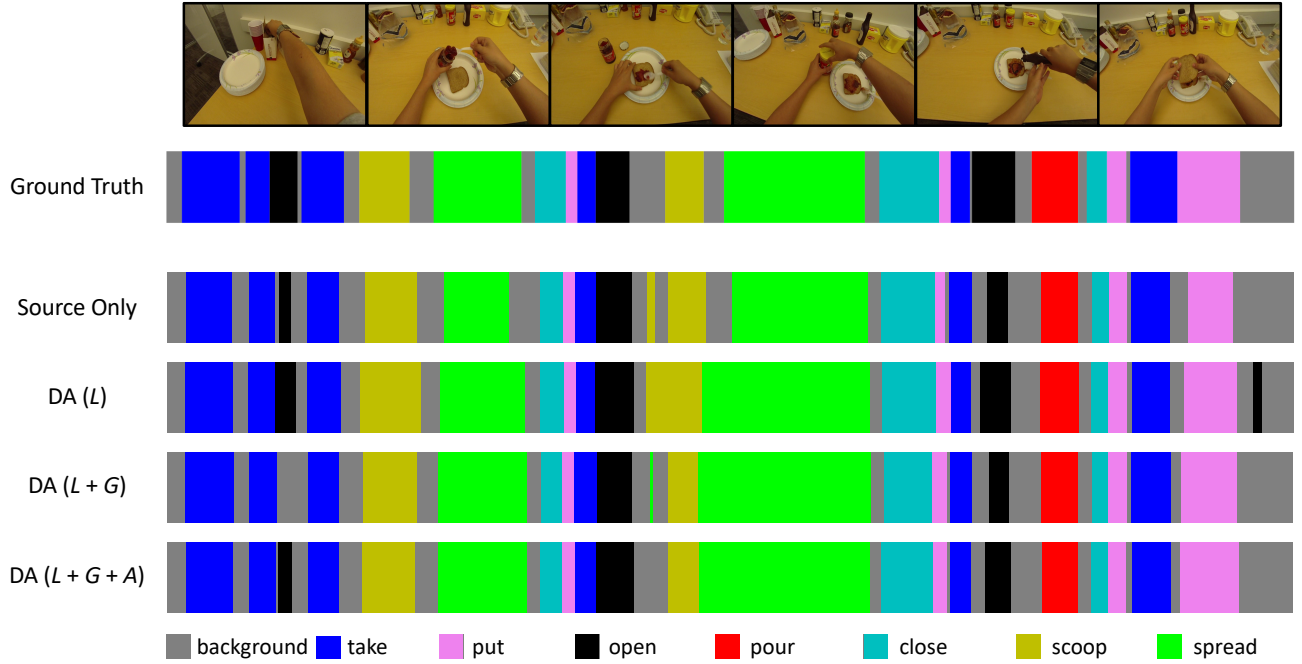 Ground Truth
Source Only
DA (L)
DA (L + G)
DA (L + G + A)
background take put open pour close scoop spread